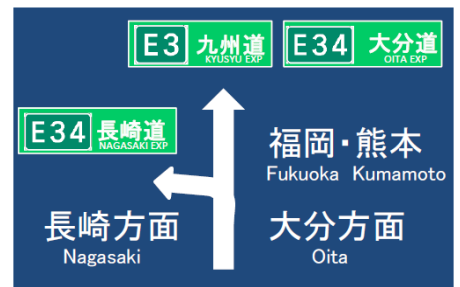 E3 九州道
KYUSYU EXP
E34 大分道
OITA EXP
E34 長崎道
NAGASAKI EXP
福岡・熊本
Fukuoka Kumamoto
長崎方面
Nagasaki
大分方面
Oita